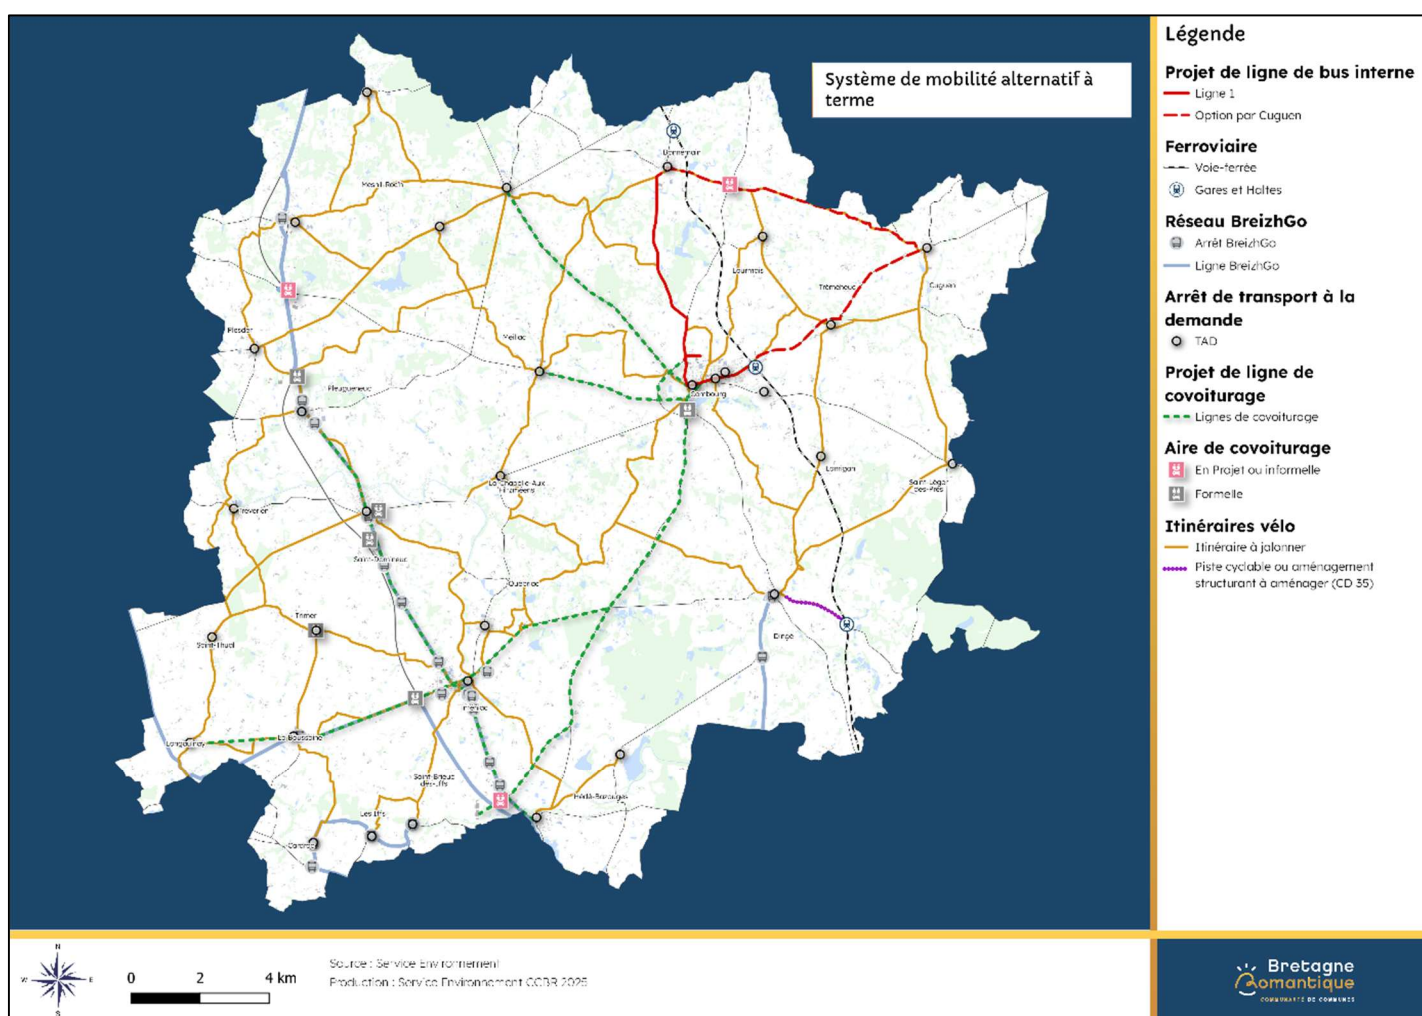 Système de mobilité alternatif à
terme
Bonnemain
Mesnil-Roch
Lourmais
Trémeheuc
Cuguen
Plesder
Meillac
Pleugueneuc
Combourg
Lanrigan
Saint-Léger
des-Prés
La Chapelle-Aux
Filtzméens
Trévérien
Saint-Domineuc
Québriac
Trimer
Saint-Thual
Dingé
Tinténiac
Longaulnay
La Baussaine
Saint-Brieuc
des-Iffs
Hédé-Bazouges
Les Iffs
Cardroc
Légende
Projet de ligne de bus interne
Ligne 1
Option par Cuguen
Ferroviaire
Voie-ferrée
Gares et Haltes
Réseau BreizhGo
Arrêt BreizhGo
Ligne BreizhGo
Arrêt de transport à la
demande
TAD
Projet de ligne de
covoiturage
Lignes de covoiturage
Aire de covoiturage
En Projet ou informelle
Formelle
Itinéraires vélo
Itinéraire à jalonner
Piste cyclable ou aménagement
structurant à aménager (CD 35)
N
W E
S
0 2 4 km
Source : Service Environnement
Production : Service Environnement CCBR 2025
Bretagne
Romantique
COMMUNAUTÉ DE COMMUNES